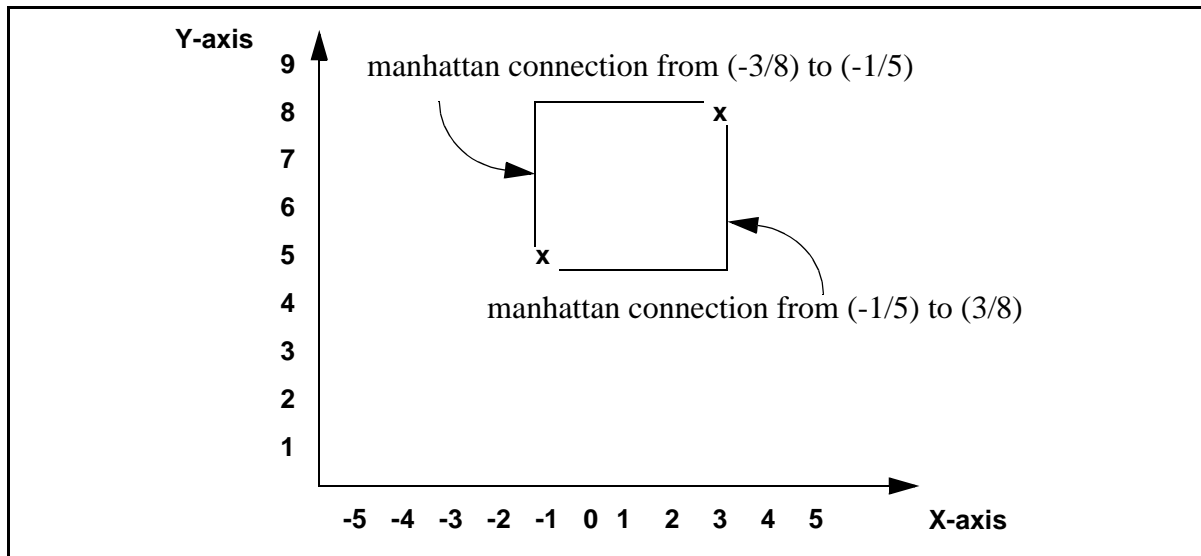 Y-axis
9
manhattan connection from (-3/8) to (-1/5)
8
x
7
6
5
x
4
manhattan connection from (-1/5) to (3/8)
3
2
1
-5 -4 -3 -2 -1 0 1 2 3 4 5 X-axis